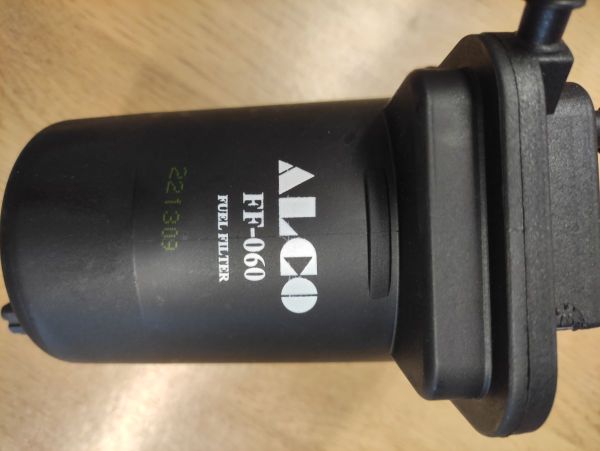 ALCO
FF-060
FUEL FILTER
221309